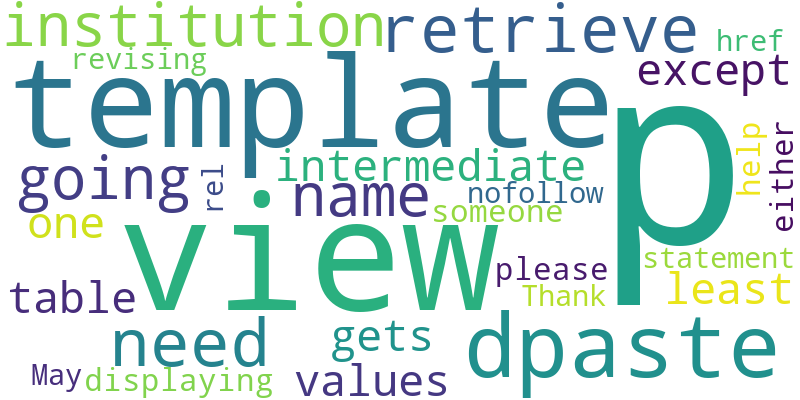 institution retrieve href
revising except
template p
going intermediate help either
rel name nofollow
one someone
view statement
table please least
Thank
need gets dpaste
May displaying values